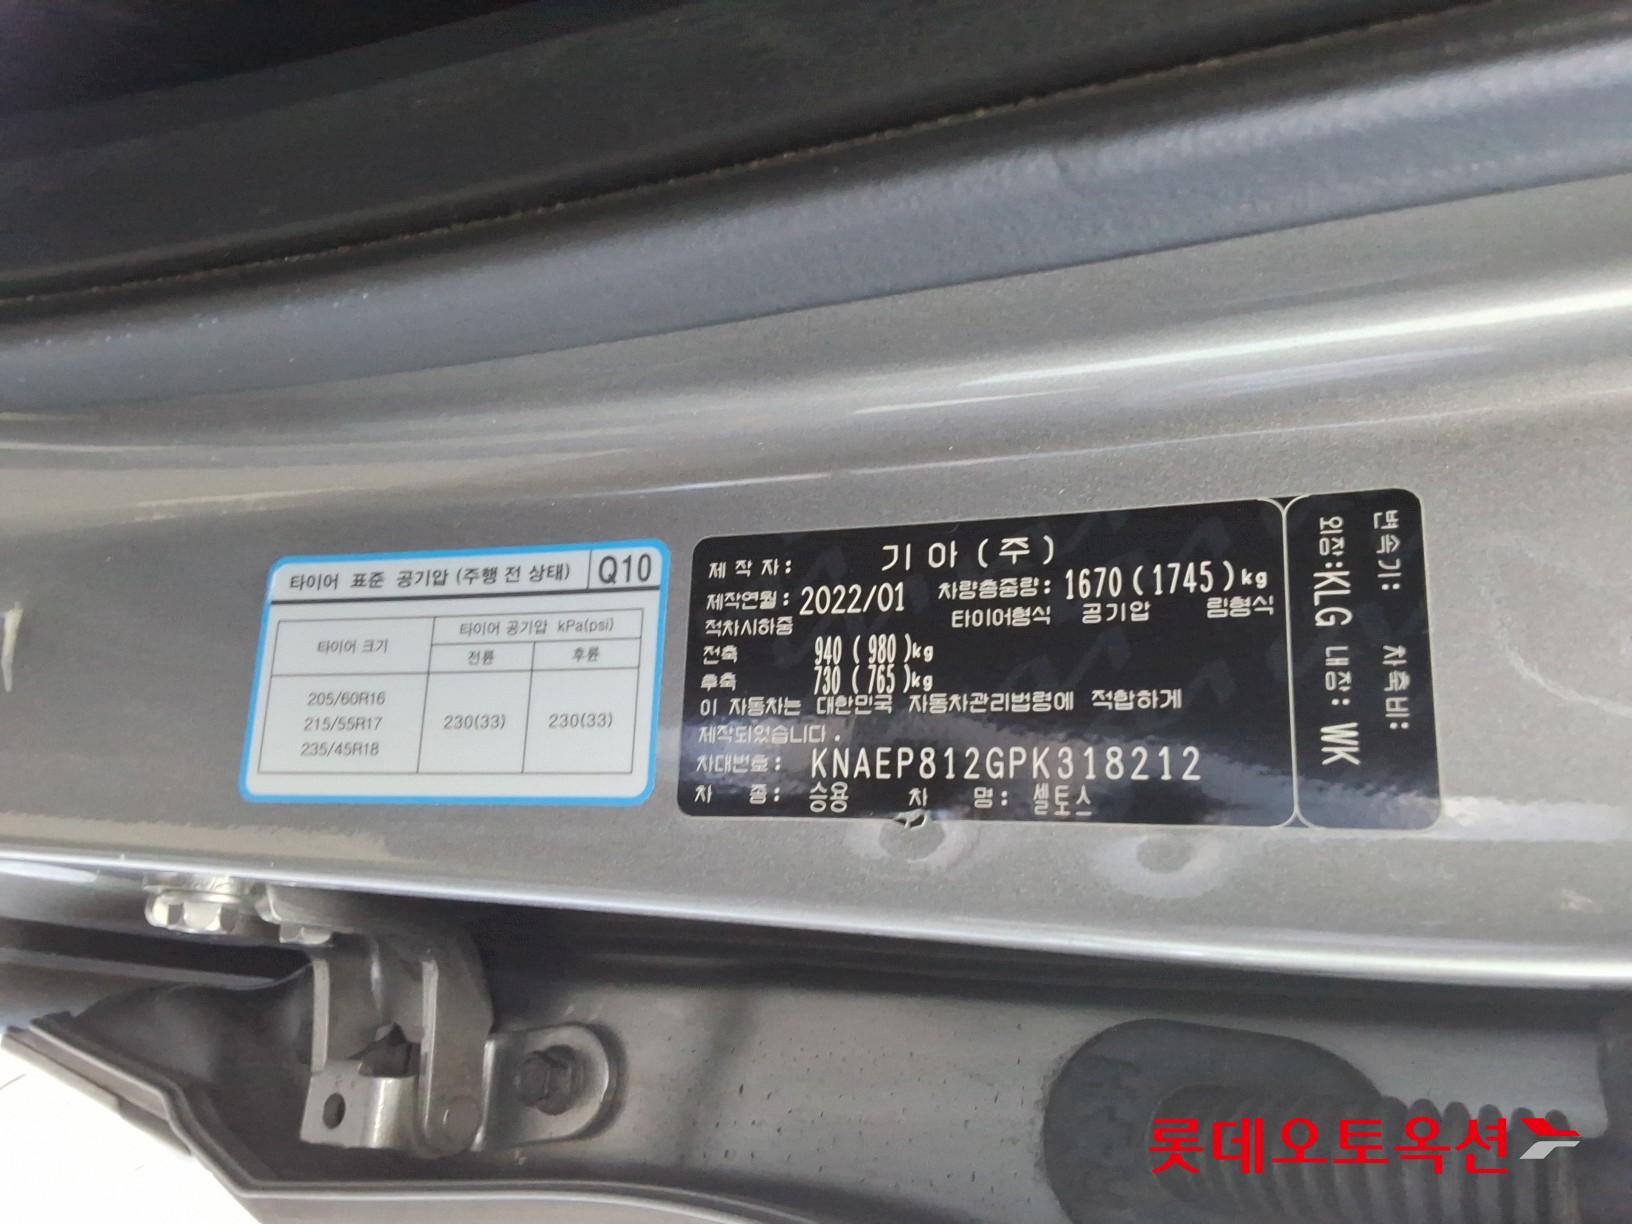 타이어 표준 공기압 (주행 전 상태) Q10
타이어 크기 타이어 공기압 kPa(psi)
전륜 후륜
205/60R16
215/55R17 230(33) 230(33)
235/45R18
제작자: 기아(주)
제작연월: 2022/01 차량총중량: 1670(1745)kg
적차시하중 타이어형식 공기압 림형식
전축 940(980)kg
후축 730(765)kg
이 자동차는 대한민국 자동차관리법령에 적합하게
제작되었습니다.
차대번호: KNAEP812GPK318212
차 종: 승용 차 명: 셀토스
변속기: 차축비:
외장:KLG 내장: WK
롯데오토옥션